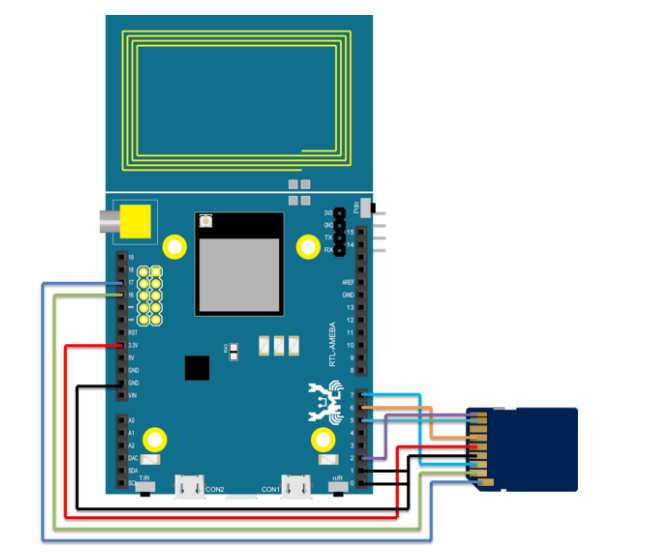 Pdn
3V3
GND
TX
RX
15
14
AREF
GND
13
12
11
10
9
8
RTL-AMEBA
19
18
17
16
RST
3.3V
5V
GND
GND
VIN
7
6
5
4
3
2
1
0
A0
A1
A2
DAC
SDA
SCL
T/R
CON2
CON1
n/R